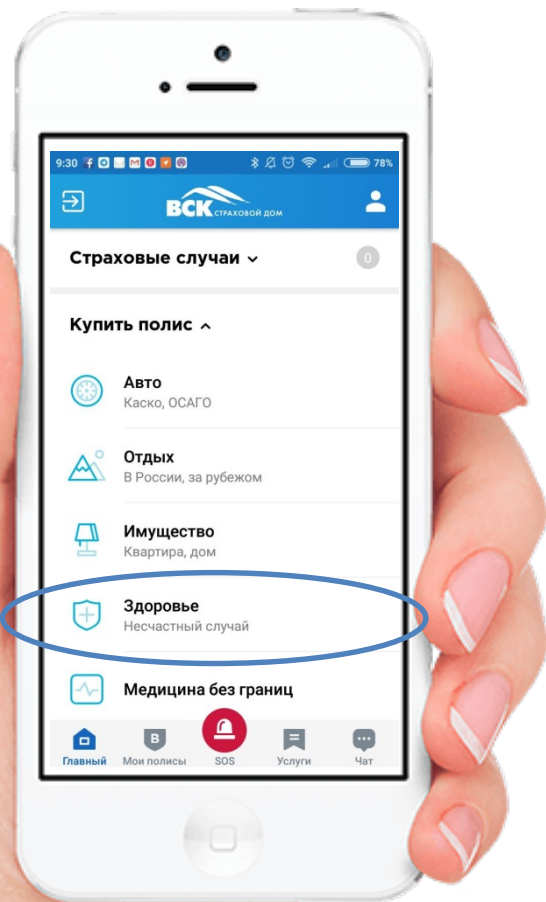 9:30
78%
ВСК СТРАХОВОЙ ДОМ
Страховые случаи
0
Купить полис
Авто
Каско, ОСАГО
Отдых
В России, за рубежом
Имущество
Квартира, дом
Здоровье
Несчастный случай
Медицина без границ
В
Главный Мои полисы SOS Услуги Чат